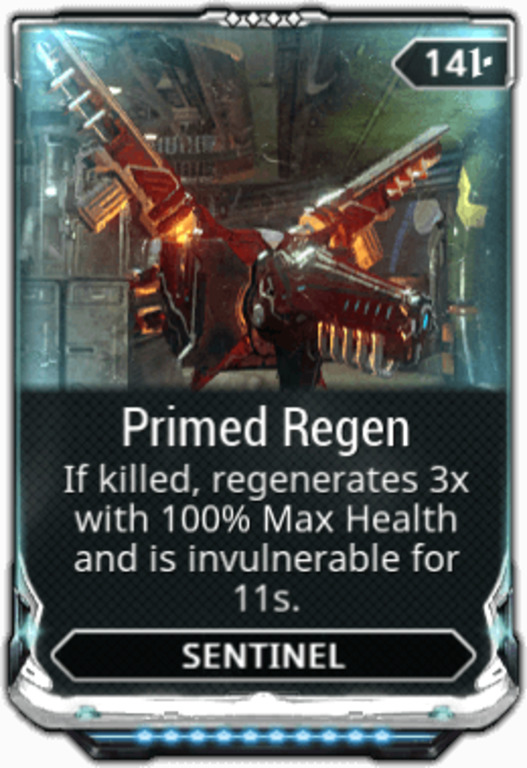 14
Primed Regen
If killed, regenerates 3x
with 100% Max Health
and is invulnerable for
11s.
SENTINEL